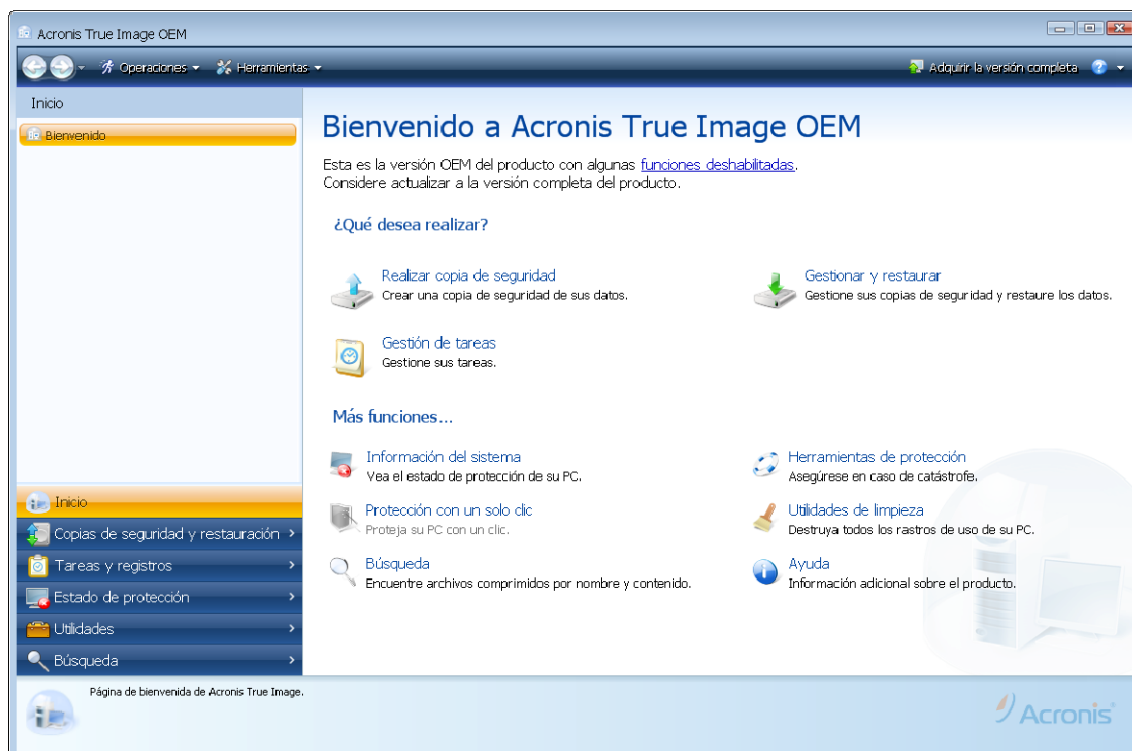 Acronis True Image OEM
Operaciones
Herramientas
Adquirir la versión completa
Inicio
Bienvenido
Bienvenido a Acronis True Image OEM
Esta es la versión OEM del producto con algunas funciones deshabilitadas.
Considere actualizar a la versión completa del producto.
¿Qué desea realizar?
Realizar copia de seguridad
Crear una copia de seguridad de sus datos.
Gestionar y restaurar
Gestione sus copias de seguridad y restaure los datos.
Gestión de tareas
Gestione sus tareas.
Más funciones...
Información del sistema
Vea el estado de protección de su PC.
Herramientas de protección
Asegúrese en caso de catástrofe.
Protección con un solo clic
Proteja su PC con un clic.
Utilidades de limpieza
Destruya todos los rastros de uso de su PC.
Búsqueda
Encuentre archivos comprimidos por nombre y contenido.
Ayuda
Información adicional sobre el producto.
Inicio
Copias de seguridad y restauración
Tareas y registros
Estado de protección
Utilidades
Búsqueda
Página de bienvenida de Acronis True Image.
Acronis